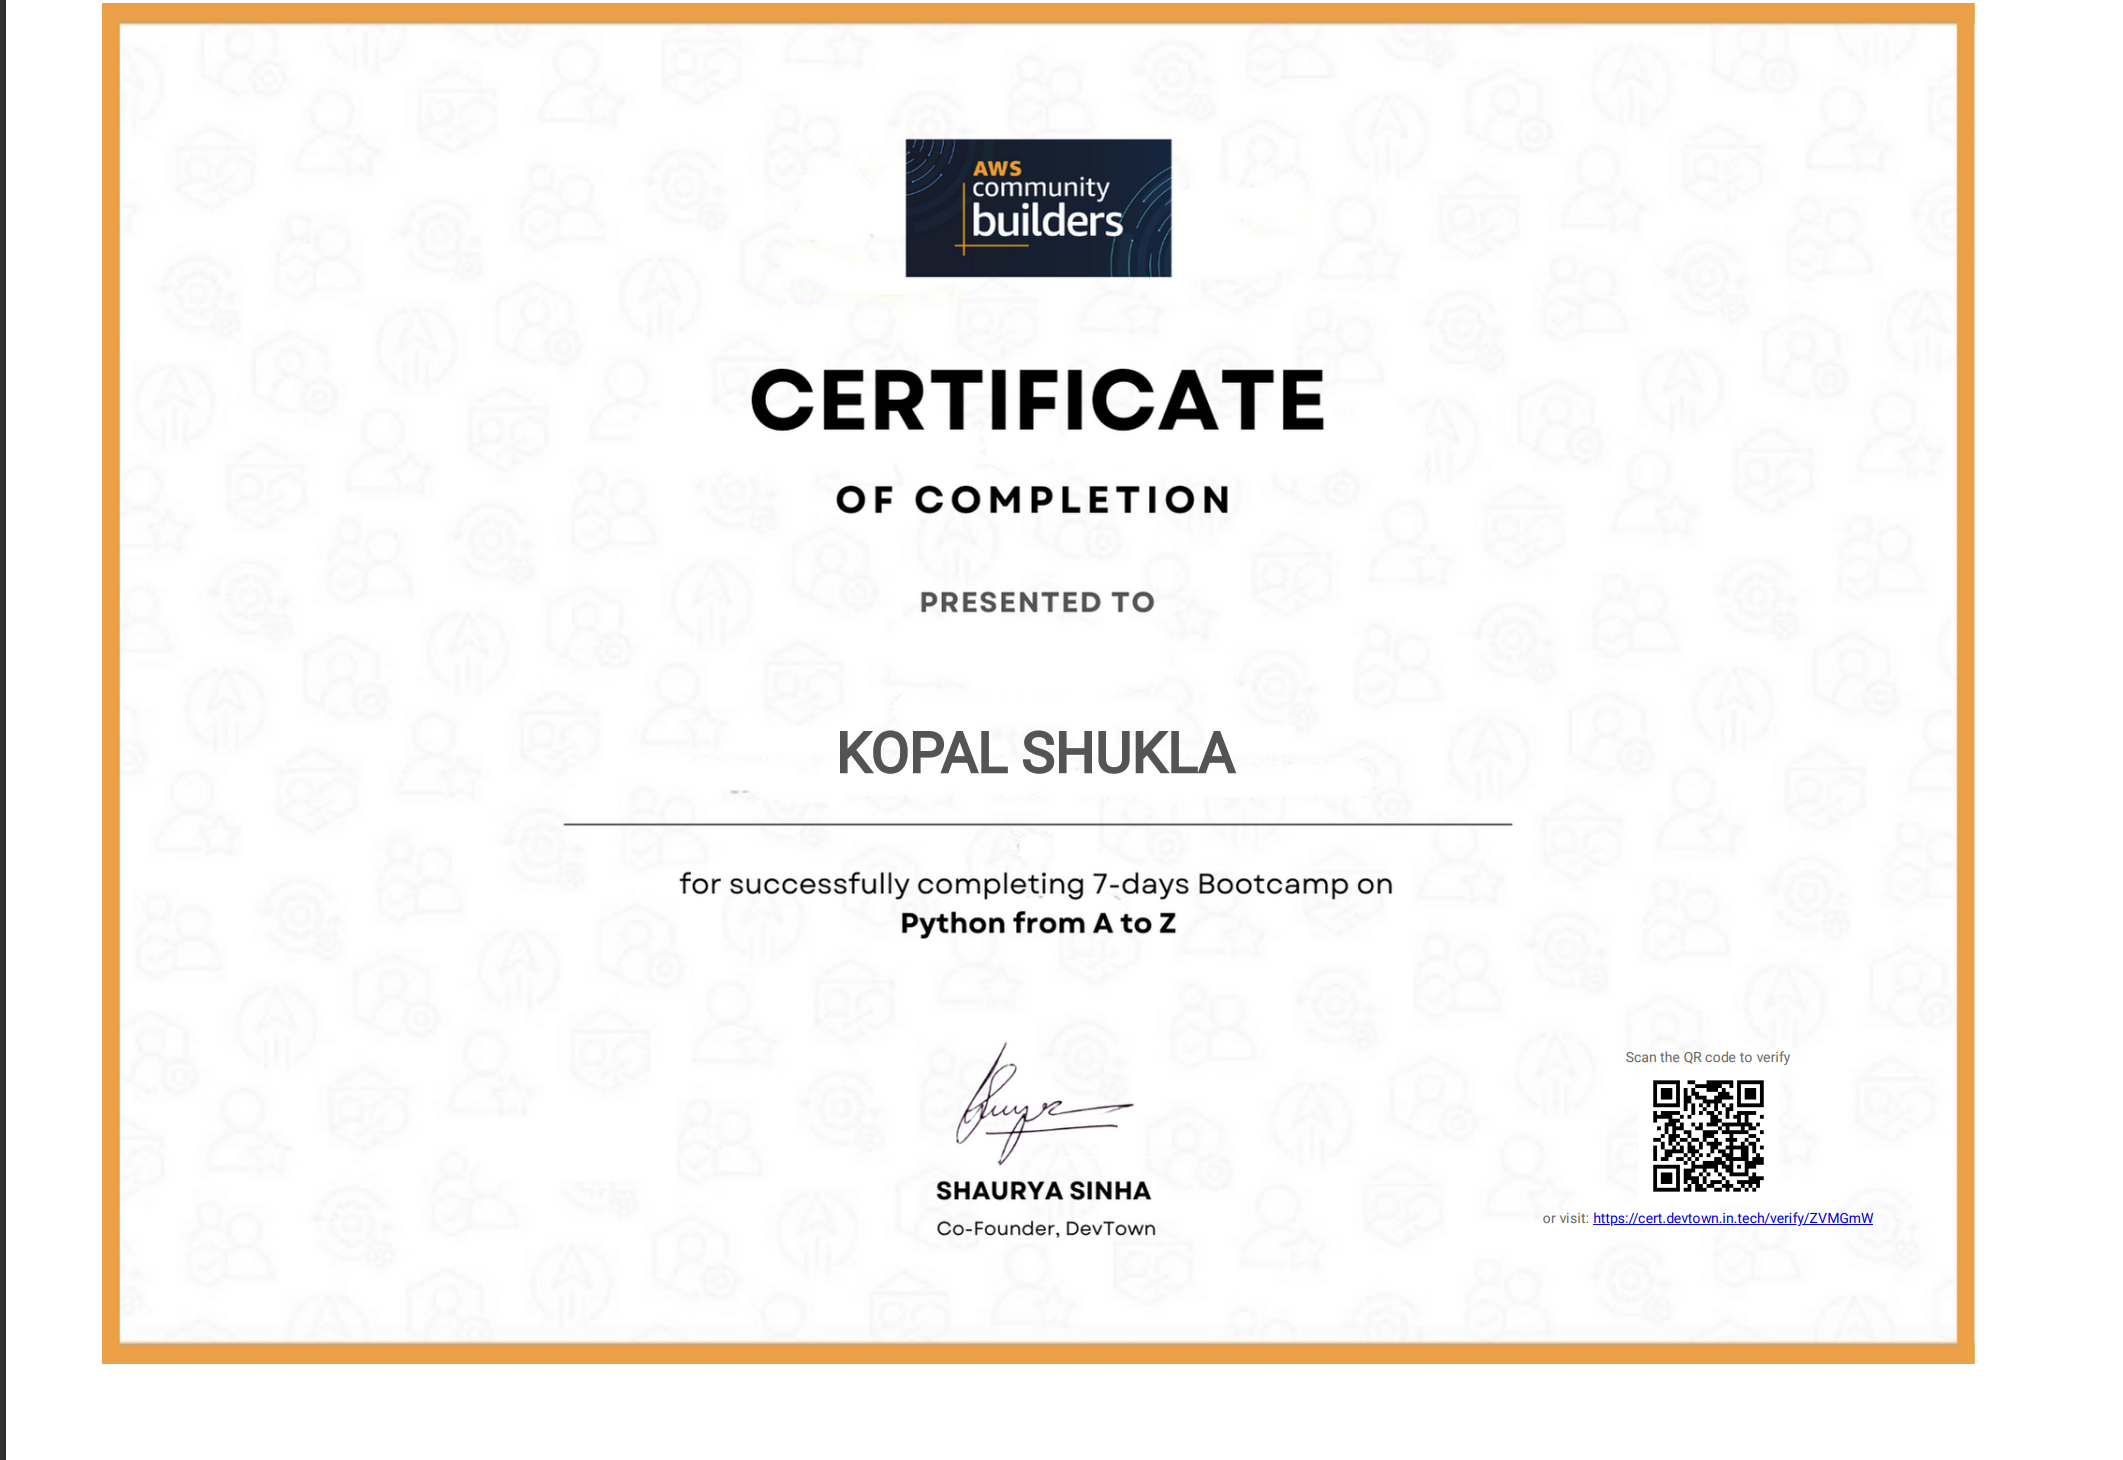 AWS
community
builders
CERTIFICATE
OF COMPLETION
PRESENTED TO
KOPAL SHUKLA
for successfully completing 7-days Bootcamp on
Python from A to Z
SHAURYA SINHA
Co-Founder, DevTown
Scan the QR code to verify
or visit: https://cert.devtown.in.tech/verify/ZVMGmW